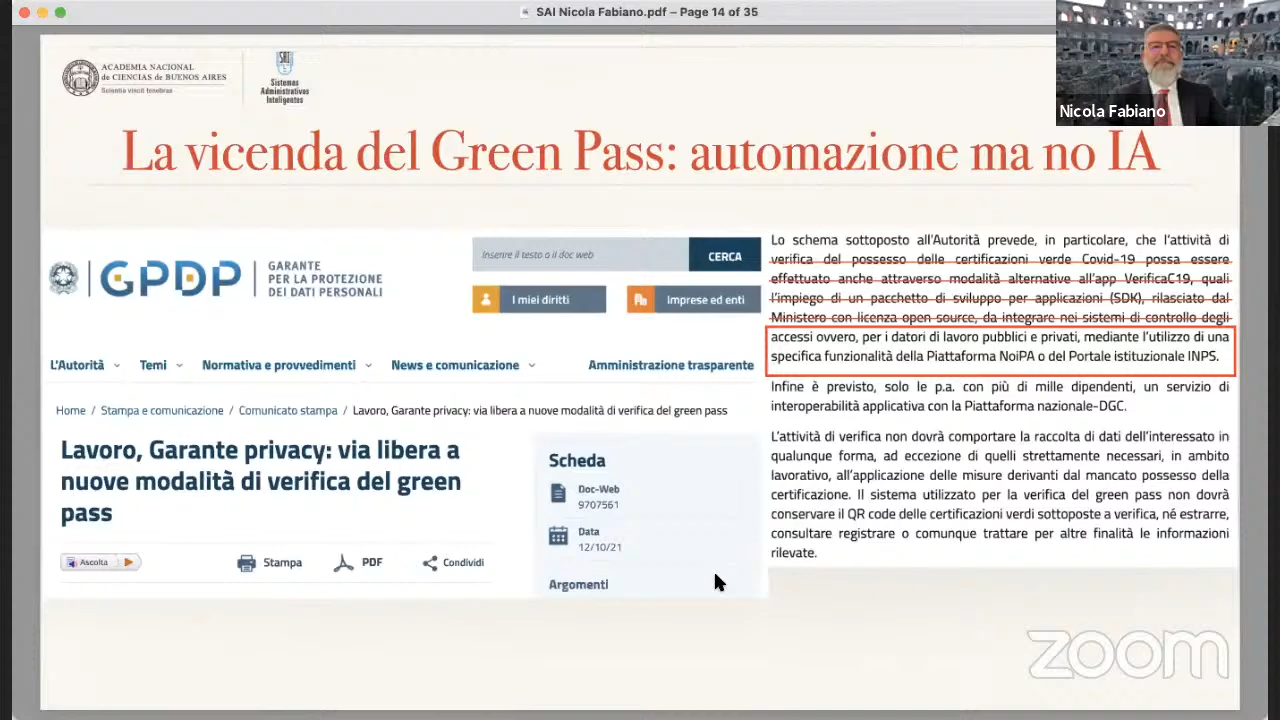 SAI Nicola Fabiano.pdf – Page 14 of 35
Nicola Fabiano
ACADEMIA NACIONAL
de CIENCIAS de BUENOS AIRES
Scientia vincit tenebras
SAI
Sistemas
Administrativos
Inteligentes
La vicenda del Green Pass: automazione ma no IA
GPDP
GARANTE
PER LA PROTEZIONE
DEI DATI PERSONALI
Inserire il testo o il doc web
CERCA
I miei diritti
Imprese ed enti
L'Autorità
Temi
Normativa e provvedimenti
News e comunicazione
Amministrazione trasparente
Home / Stampa e comunicazione / Comunicato stampa / Lavoro, Garante privacy: via libera a nuove modalità di verifica del green pass
Lavoro, Garante privacy: via libera a
nuove modalità di verifica del green
pass
Ascolta
Stampa
PDF
Condividi
Scheda
Doc-Web
9707561
Data
12/10/21
Argomenti
Lo schema sottoposto all'Autorità prevede, in particolare, che l'attività di
verifica del possesso delle certificazioni verde Covid-19 possa essere
effettuato anche attraverso modalità alternative all'app VerificaC19, quali
l'impiego di un pacchetto di sviluppo per applicazioni (SDK), rilasciato dal
Ministero con licenza open source, da integrare nei sistemi di controllo degli
accessi ovvero, per i datori di lavoro pubblici e privati, mediante l'utilizzo di una
specifica funzionalità della Piattaforma NoiPA o del Portale istituzionale INPS.
Infine è previsto, solo le p.a. con più di mille dipendenti, un servizio di
interoperabilità applicativa con la Piattaforma nazionale-DGC.
L'attività di verifica non dovrà comportare la raccolta di dati dell'interessato in
qualunque forma, ad eccezione di quelli strettamente necessari, in ambito
lavorativo, all'applicazione delle misure derivanti dal mancato possesso della
certificazione. Il sistema utilizzato per la verifica del green pass non dovrà
conservare il QR code delle certificazioni verdi sottoposte a verifica, né estrarre,
consultare registrare o comunque trattare per altre finalità le informazioni
rilevate.
zoom